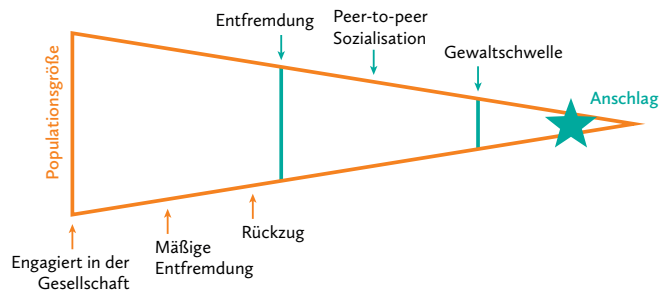 Entfremdung
Peer-to-peer
Sozialisation
Gewaltschwelle
Anschlag
Populationsgröße
Rückzug
Mäßige
Entfremdung
Engagiert in der
Gesellschaft